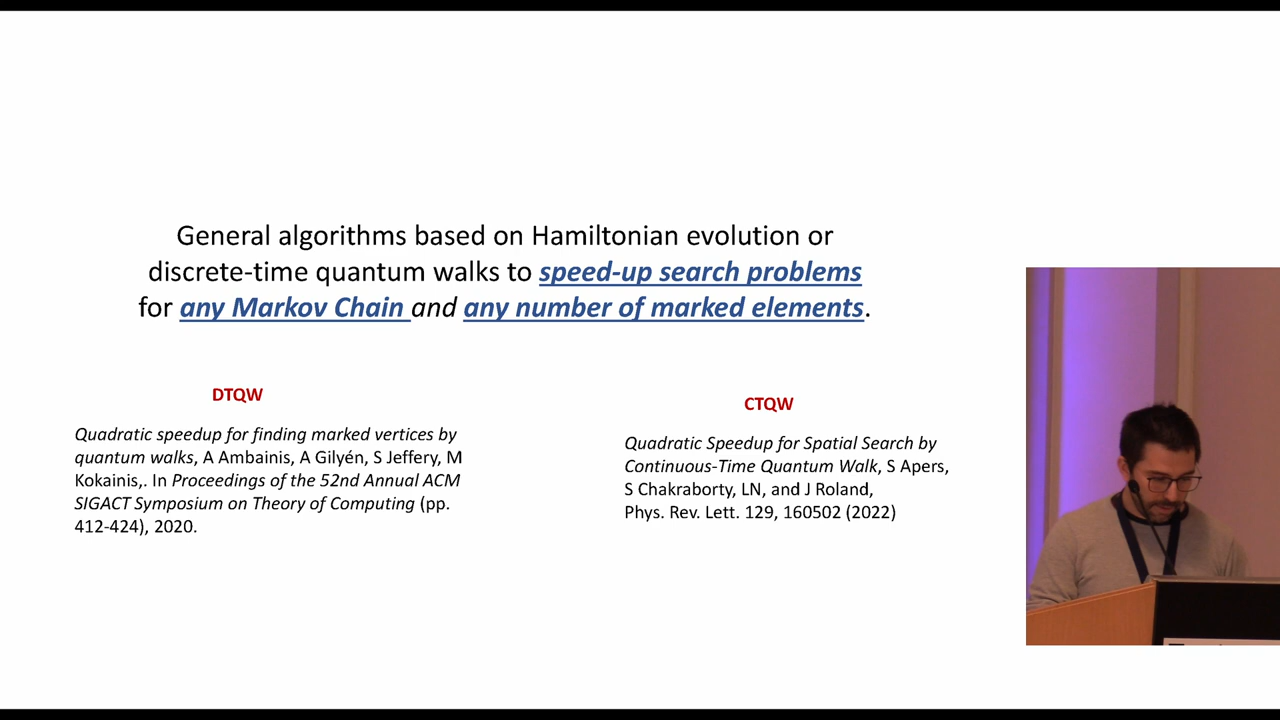 General algorithms based on Hamiltonian evolution or
discrete-time quantum walks to speed-up search problems
for any Markov Chain and any number of marked elements.
DTQW
Quadratic speedup for finding marked vertices by
quantum walks, A Ambainis, A Gilyén, S Jeffery, M
Kokainis,. In Proceedings of the 52nd Annual ACM
SIGACT Symposium on Theory of Computing (pp.
412-424), 2020.
CTQW
Quadratic Speedup for Spatial Search by
Continuous-Time Quantum Walk, S Apers,
S Chakraborty, LN, and J Roland,
Phys. Rev. Lett. 129, 160502 (2022)